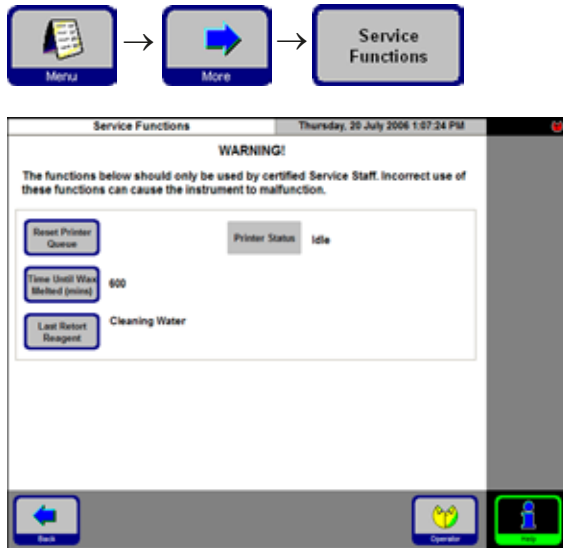 Menu
More
Service
Functions
Service Functions
Thursday, 20 July 2006 1:07:24 PM
WARNING!
The functions below should only be used by certified Service Staff. Incorrect use of
these functions can cause the instrument to malfunction.
Reset Printer
Queue
Printer Status
Idle
Time Until Wax
Melted (mins)
600
Last Retort
Reagent
Cleaning Water
Back
Operator
Help